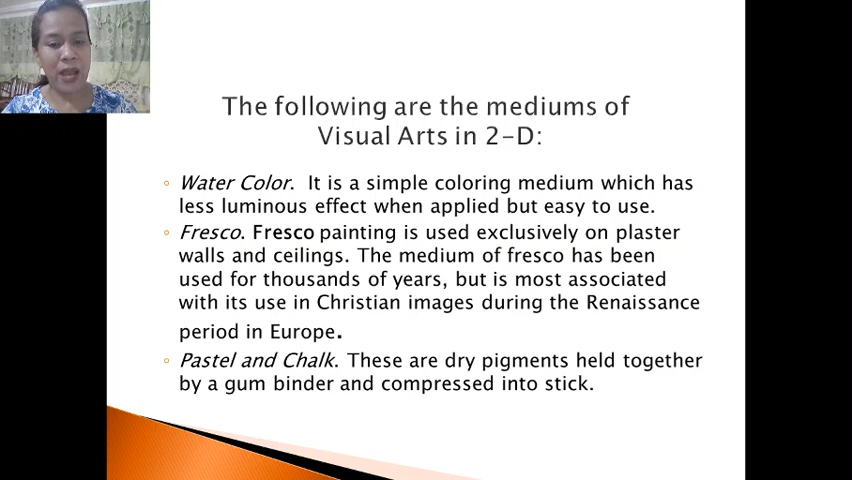 The following are the mediums of
Visual Arts in 2-D:
Water Color. It is a simple coloring medium which has
less luminous effect when applied but easy to use.
Fresco. Fresco painting is used exclusively on plaster
walls and ceilings. The medium of fresco has been
used for thousands of years, but is most associated
with its use in Christian images during the Renaissance
period in Europe.
Pastel and Chalk. These are dry pigments held together
by a gum binder and compressed into stick.